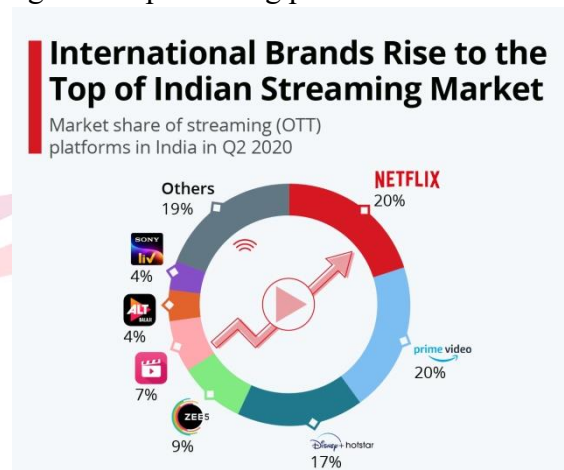 International Brands Rise to the
Top of Indian Streaming Market
Market share of streaming (OTT)
platforms in India in Q2 2020
Others
19%
NETFLIX
20%
SONY
liv
4%
ALT
BALAJI
4%
prime video
20%
7%
ZEE5
9%
Disney+ hotstar
17%